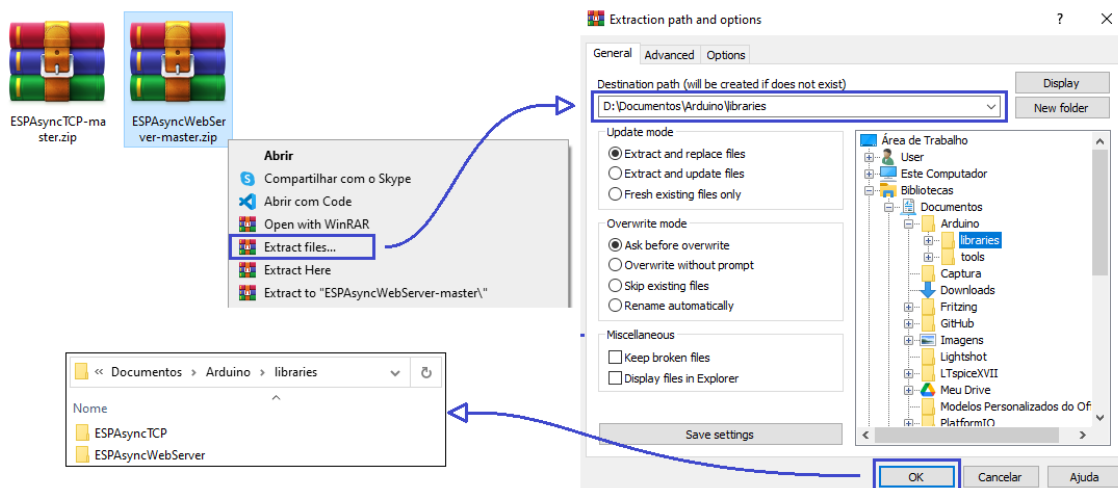 ESPAsyncTCP-ma
ster.zip
ESPAsyncWebSer
ver-master.zip
Abrir
Compartilhar com o Skype
Abrir com Code
Open with WinRAR
Extract files...
Extract Here
Extract to "ESPAsyncWebServer-master\"
Extraction path and options
?
General
Advanced
Options
Destination path (will be created if does not exist)
D:\Documentos\Arduino\libraries
Display
New folder
Update mode
Extract and replace files
Extract and update files
Fresh existing files only
Overwrite mode
Ask before overwrite
Overwrite without prompt
Skip existing files
Rename automatically
Miscellaneous
Keep broken files
Display files in Explorer
Save settings
Área de Trabalho
User
Este Computador
Bibliotecas
Documentos
Arduino
libraries
tools
Captura
Downloads
Fritzing
GitHub
Imagens
Lightshot
LTspiceXVII
Meu Drive
Modelos Personalizados do Of
PlatformIO
OK
Cancelar
Ajuda
« Documentos > Arduino > libraries
Nome
ESPAsyncTCP
ESPAsyncWebServer